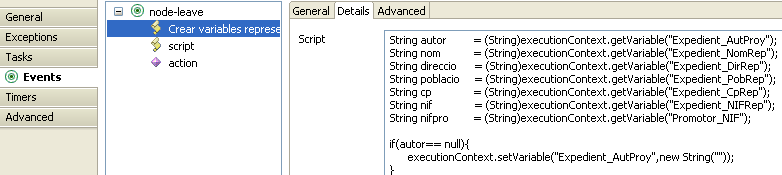 General
Exceptions
Tasks
Events
Timers
Advanced
node-leave
Crear variables represe
script
action
General Details Advanced
Script
String autor = (String)executionContext.getVariable("Expedient_AutProy");
String nom = (String)executionContext.getVariable("Expedient_NomRep");
String direccio = (String)executionContext.getVariable("Expedient_DirRep");
String poblacio = (String)executionContext.getVariable("Expedient_PobRep");
String cp = (String)executionContext.getVariable("Expedient_CpRep");
String nif = (String)executionContext.getVariable("Expedient_NIFRep");
String nifpro = (String)executionContext.getVariable("Promotor_NIF");
if(autor== null){
executionContext.setVariable("Expedient_AutProy",new String(""));
}